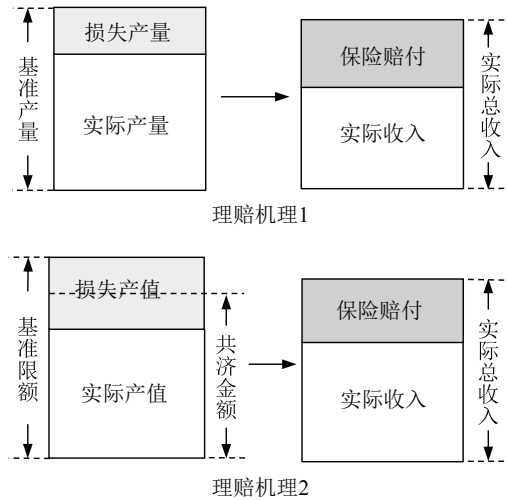 损失产量
基准产量
实际产量
保险赔付
实际收入
实际总收入
理赔机理1
损失产值
基准限额
实际产值
共济金额
保险赔付
实际收入
实际总收入
理赔机理2